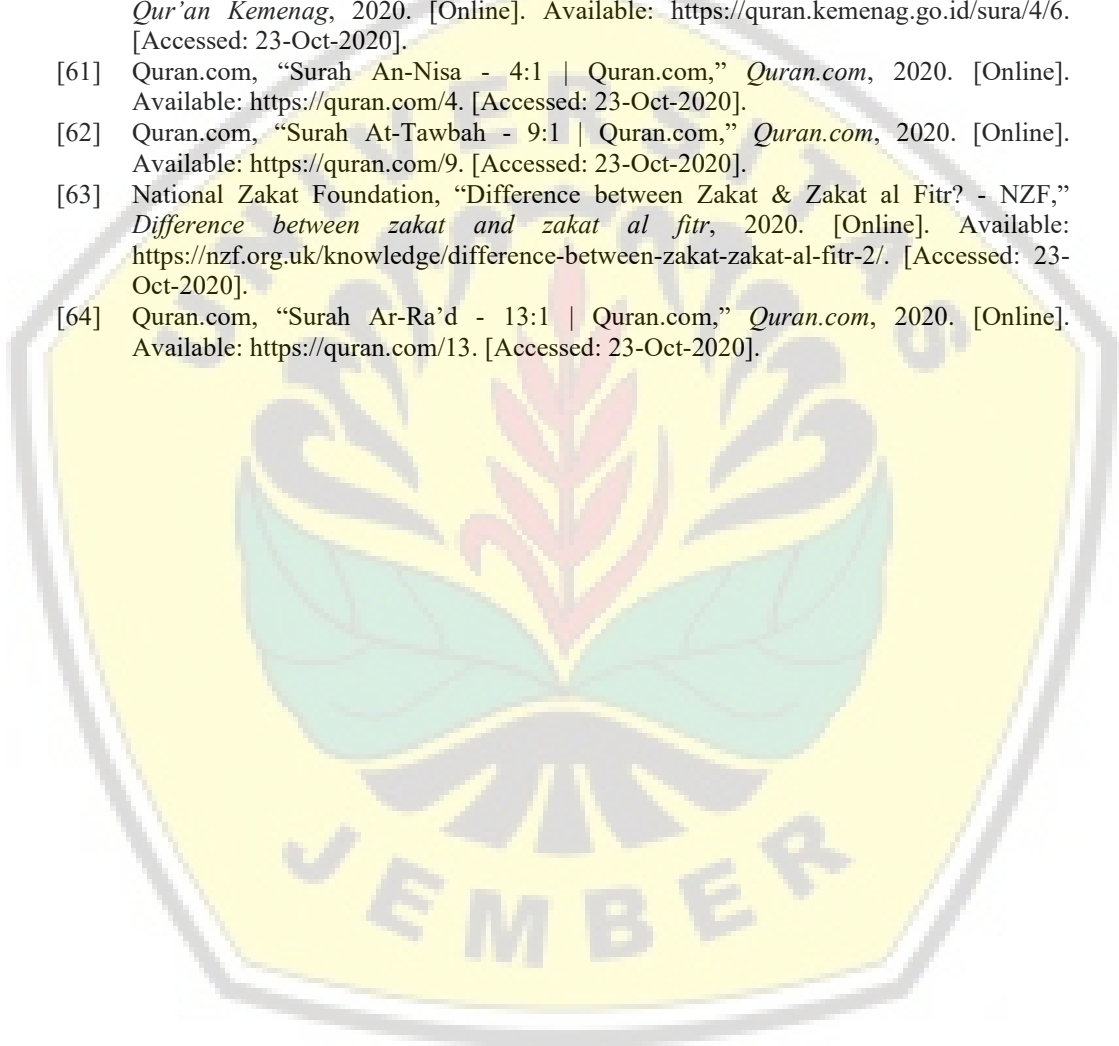 Qur’an Kemenag, 2020. [Online]. Available: https://quran.kemenag.go.id/sura/4/6.
[Accessed: 23-Oct-2020].
[61] Quran.com, “Surah An-Nisa - 4:1 | Quran.com,” Quran.com, 2020. [Online].
Available: https://quran.com/4. [Accessed: 23-Oct-2020].
[62] Quran.com, “Surah At-Tawbah - 9:1 | Quran.com,” Quran.com, 2020. [Online].
Available: https://quran.com/9. [Accessed: 23-Oct-2020].
[63] National Zakat Foundation, “Difference between Zakat & Zakat al Fitr? - NZF,”
Difference between zakat and zakat al fitr, 2020. [Online]. Available:
https://nzf.org.uk/knowledge/difference-between-zakat-zakat-al-fitr-2/. [Accessed: 23-
Oct-2020].
[64] Quran.com, “Surah Ar-Ra’d - 13:1 | Quran.com,” Quran.com, 2020. [Online].
Available: https://quran.com/13. [Accessed: 23-Oct-2020].
UNIVERSITAS
JEMBER